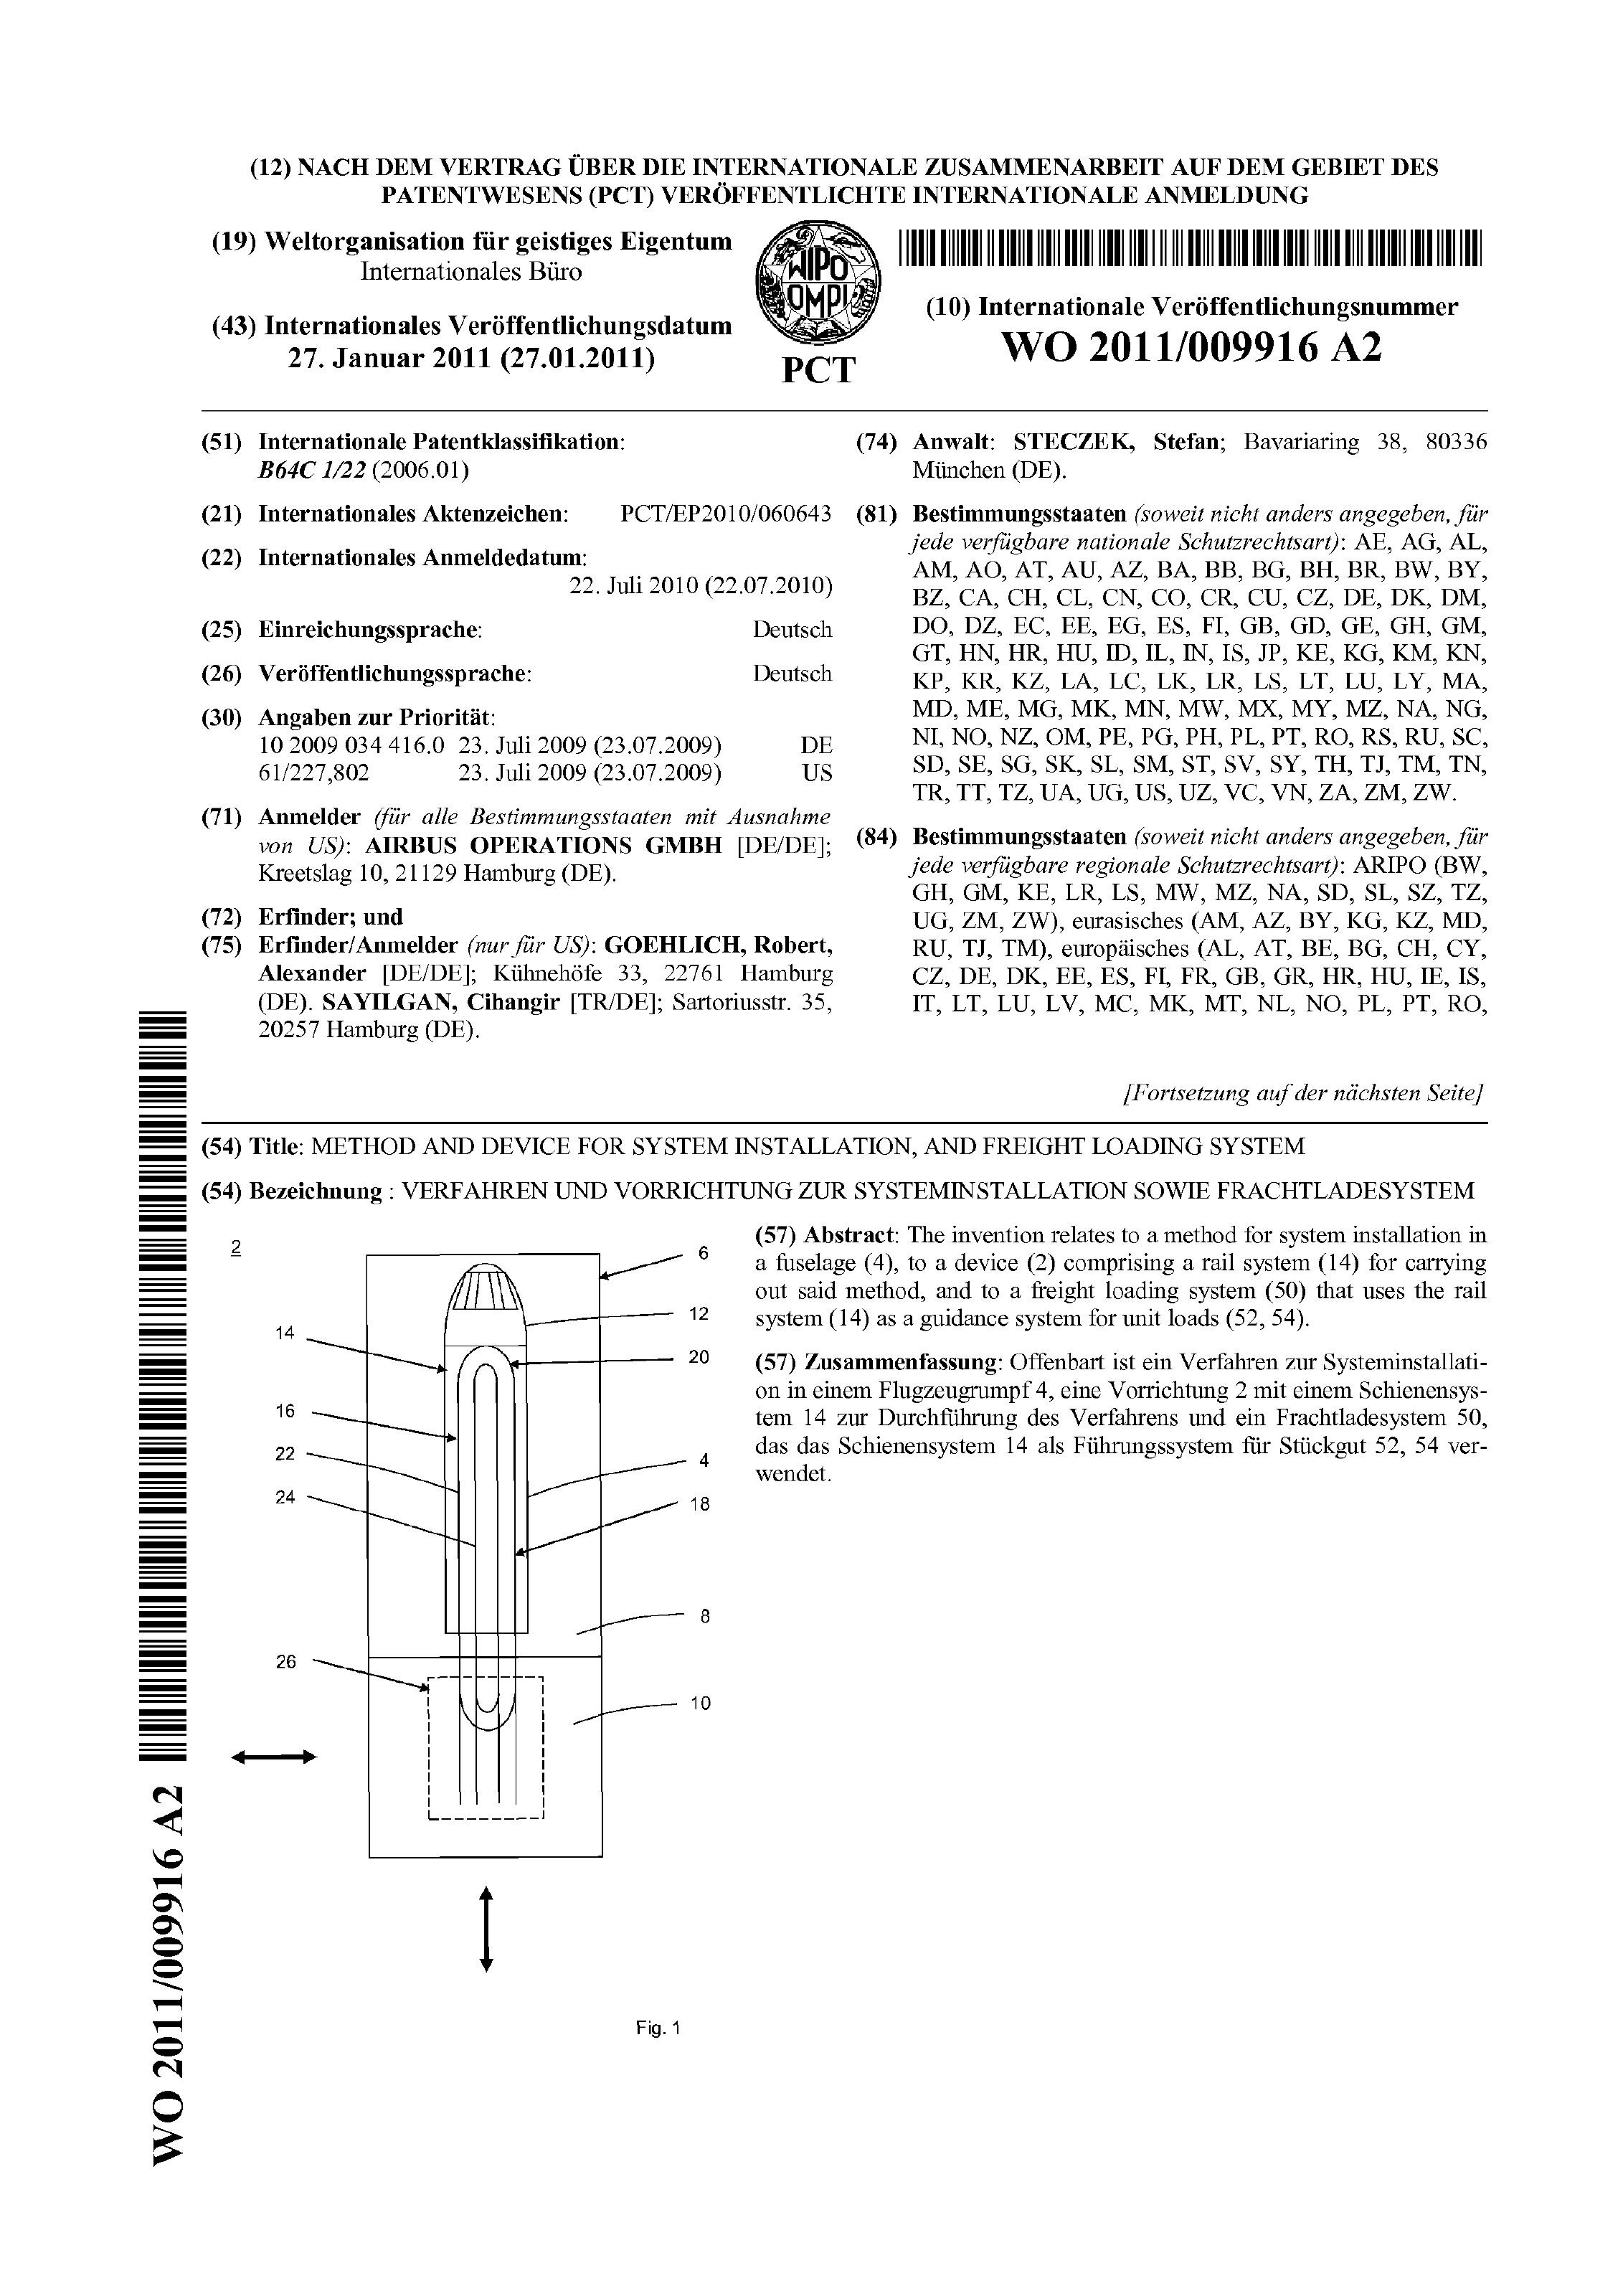 (12) NACH DEM VERTRAG ÜBER DIE INTERNATIONALE ZUSAMMENARBEIT AUF DEM GEBIET DES
PATENTWESENS (PCT) VERÖFFENTLICHTE INTERNATIONALE ANMELDUNG
(19) Weltorganisation für geistiges Eigentum
Internationales Büro
(43) Internationales Veröffentlichungsdatum
27. Januar 2011 (27.01.2011)
WIPO
OMPI
PCT
(10) Internationale Veröffentlichungsnummer
WO 2011/009916 A2
(51) Internationale Patentklassifikation:
B64C 1/22 (2006.01)
(21) Internationales Aktenzeichen: PCT/EP2010/060643
(22) Internationales Anmeldedatum:
22. Juli 2010 (22.07.2010)
(25) Einreichungssprache: Deutsch
(26) Veröffentlichungssprache: Deutsch
(30) Angaben zur Priorität:
10 2009 034 416.0 23. Juli 2009 (23.07.2009) DE
61/227,802 23. Juli 2009 (23.07.2009) US
(71) Anmelder (für alle Bestimmungsstaaten mit Ausnahme
von US): AIRBUS OPERATIONS GMBH [DE/DE];
Kreetslag 10, 21129 Hamburg (DE).
(72) Erfinder; und
(75) Erfinder/Anmelder (nur für US): GOEHLICH, Robert,
Alexander [DE/DE]; Kühnehöfe 33, 22761 Hamburg
(DE). SAYILGAN, Cihangir [TR/DE]; Sartoriusstr. 35,
20257 Hamburg (DE).
(74) Anwalt: STECZEK, Stefan; Bavariaring 38, 80336
München (DE).
(81) Bestimmungsstaaten (soweit nicht anders angegeben, für
jede verfügbare nationale Schutzrechtsart): AE, AG, AL,
AM, AO, AT, AU, AZ, BA, BB, BG, BH, BR, BW, BY,
BZ, CA, CH, CL, CN, CO, CR, CU, CZ, DE, DK, DM,
DO, DZ, EC, EE, EG, ES, FI, GB, GD, GE, GH, GM,
GT, HN, HR, HU, ID, IL, IN, IS, JP, KE, KG, KM, KN,
KP, KR, KZ, LA, LC, LK, LR, LS, LT, LU, LY, MA,
MD, ME, MG, MK, MN, MW, MX, MY, MZ, NA, NG,
NI, NO, NZ, OM, PE, PG, PH, PL, PT, RO, RS, RU, SC,
SD, SE, SG, SK, SL, SM, ST, SV, SY, TH, TJ, TM, TN,
TR, TT, TZ, UA, UG, US, UZ, VC, VN, ZA, ZM, ZW.
(84) Bestimmungsstaaten (soweit nicht anders angegeben, für
jede verfügbare regionale Schutzrechtsart): ARIPO (BW,
GH, GM, KE, LR, LS, MW, MZ, NA, SD, SL, SZ, TZ,
UG, ZM, ZW), eurasisches (AM, AZ, BY, KG, KZ, MD,
RU, TJ, TM), europäisches (AL, AT, BE, BG, CH, CY,
CZ, DE, DK, EE, ES, FI, FR, GB, GR, HR, HU, IE, IS,
IT, LT, LU, LV, MC, MK, MT, NL, NO, PL, PT, RO,
[Fortsetzung auf der nächsten Seite]
(54) Title: METHOD AND DEVICE FOR SYSTEM INSTALLATION, AND FREIGHT LOADING SYSTEM
(54) Bezeichnung : VERFAHREN UND VORRICHTUNG ZUR SYSTEMINSTALLATION SOWIE FRACHTLADESYSTEM
2
6
12
14
20
16
22
4
24
18
8
26
10
Fig. 1
(57) Abstract: The invention relates to a method for system installation in
a fuselage (4), to a device (2) comprising a rail system (14) for carrying
out said method, and to a freight loading system (50) that uses the rail
system (14) as a guidance system for unit loads (52, 54).
(57) Zusammenfassung: Offenbart ist ein Verfahren zur Systeminstallati-
on in einem Flugzeugrumpf 4, eine Vorrichtung 2 mit einem Schienensys-
tem 14 zur Durchführung des Verfahrens und ein Frachtladesystem 50,
das das Schienensystem 14 als Führungssystem für Stückgut 52, 54 ver-
wendet.
WO 2011/009916 A2